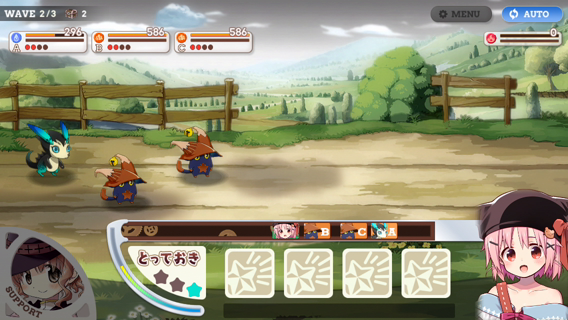 WAVE 2/3 2
MENU
AUTO
296
586
586
0
A
B
C
B C A
とっておき
SUPPORT